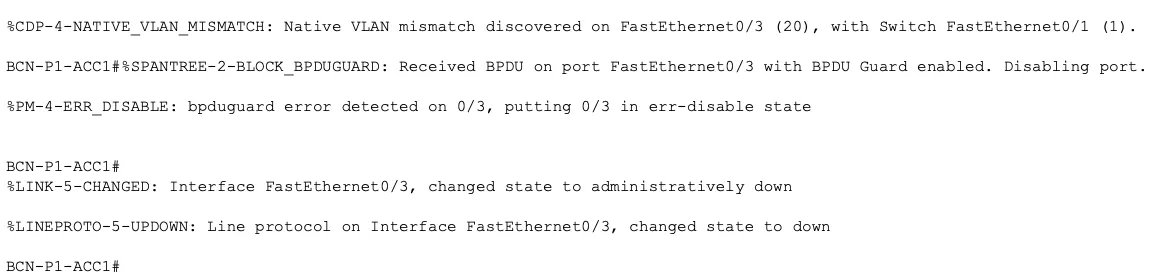 %CDP-4-NATIVE_VLAN_MISMATCH: Native VLAN mismatch discovered on FastEthernet0/3 (20), with Switch FastEthernet0/1 (1).
BCN-P1-ACC1#%SPANTREE-2-BLOCK_BPDUGUARD: Received BPDU on port FastEthernet0/3 with BPDU Guard enabled. Disabling port.
%PM-4-ERR_DISABLE: bpduguard error detected on 0/3, putting 0/3 in err-disable state
BCN-P1-ACC1#
%LINK-5-CHANGED: Interface FastEthernet0/3, changed state to administratively down
%LINEPROTO-5-UPDOWN: Line protocol on Interface FastEthernet0/3, changed state to down
BCN-P1-ACC1#